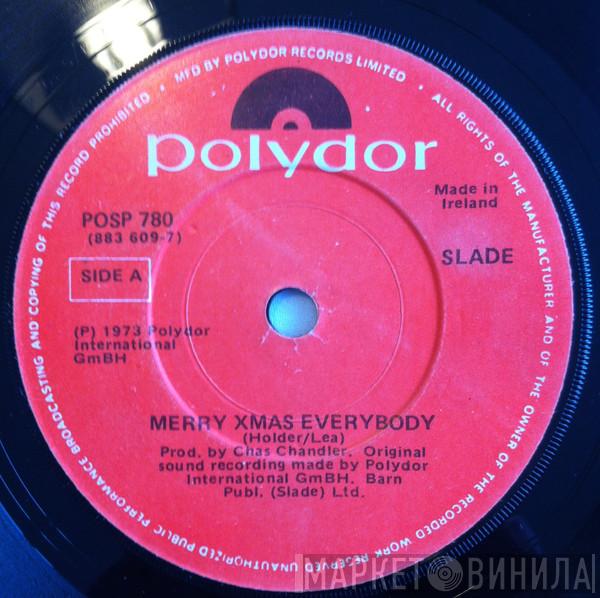 MFD BY POLYDOR RECORDS LIMITED • ALL RIGHTS OF THE MANUFACTURER AND OF THE OWNER OF THE RECORDED WORK RESERVED UNAUTHORIZED PUBLIC PERFORMANCE BROADCASTING AND COPYING OF THIS RECORD PROHIBITED •
polydor
Made in
Ireland
POSP 780
(883 609-7)
SLADE
SIDE A
(P) 1973 Polydor
International
GmBH
MERRY XMAS EVERYBODY
(Holder/Lea)
Prod. by Chas Chandler. Original
sound recording made by Polydor
International GmBH. Barn
Publ. (Slade) Ltd.
МАРКЕТ ВИНИЛА